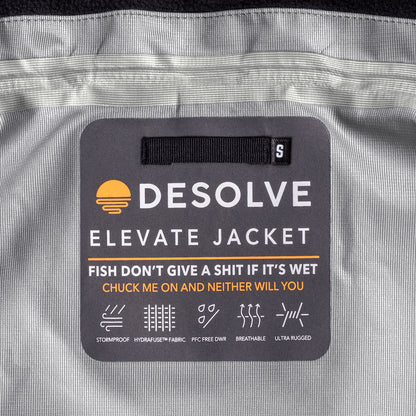 S
DESOLVE
ELEVATE JACKET
FISH DON'T GIVE A SHIT IF IT'S WET
CHUCK ME ON AND NEITHER WILL YOU
STORMPROOF HYDRAFUSE™ FABRIC PFC FREE DWR BREATHABLE ULTRA RUGGED